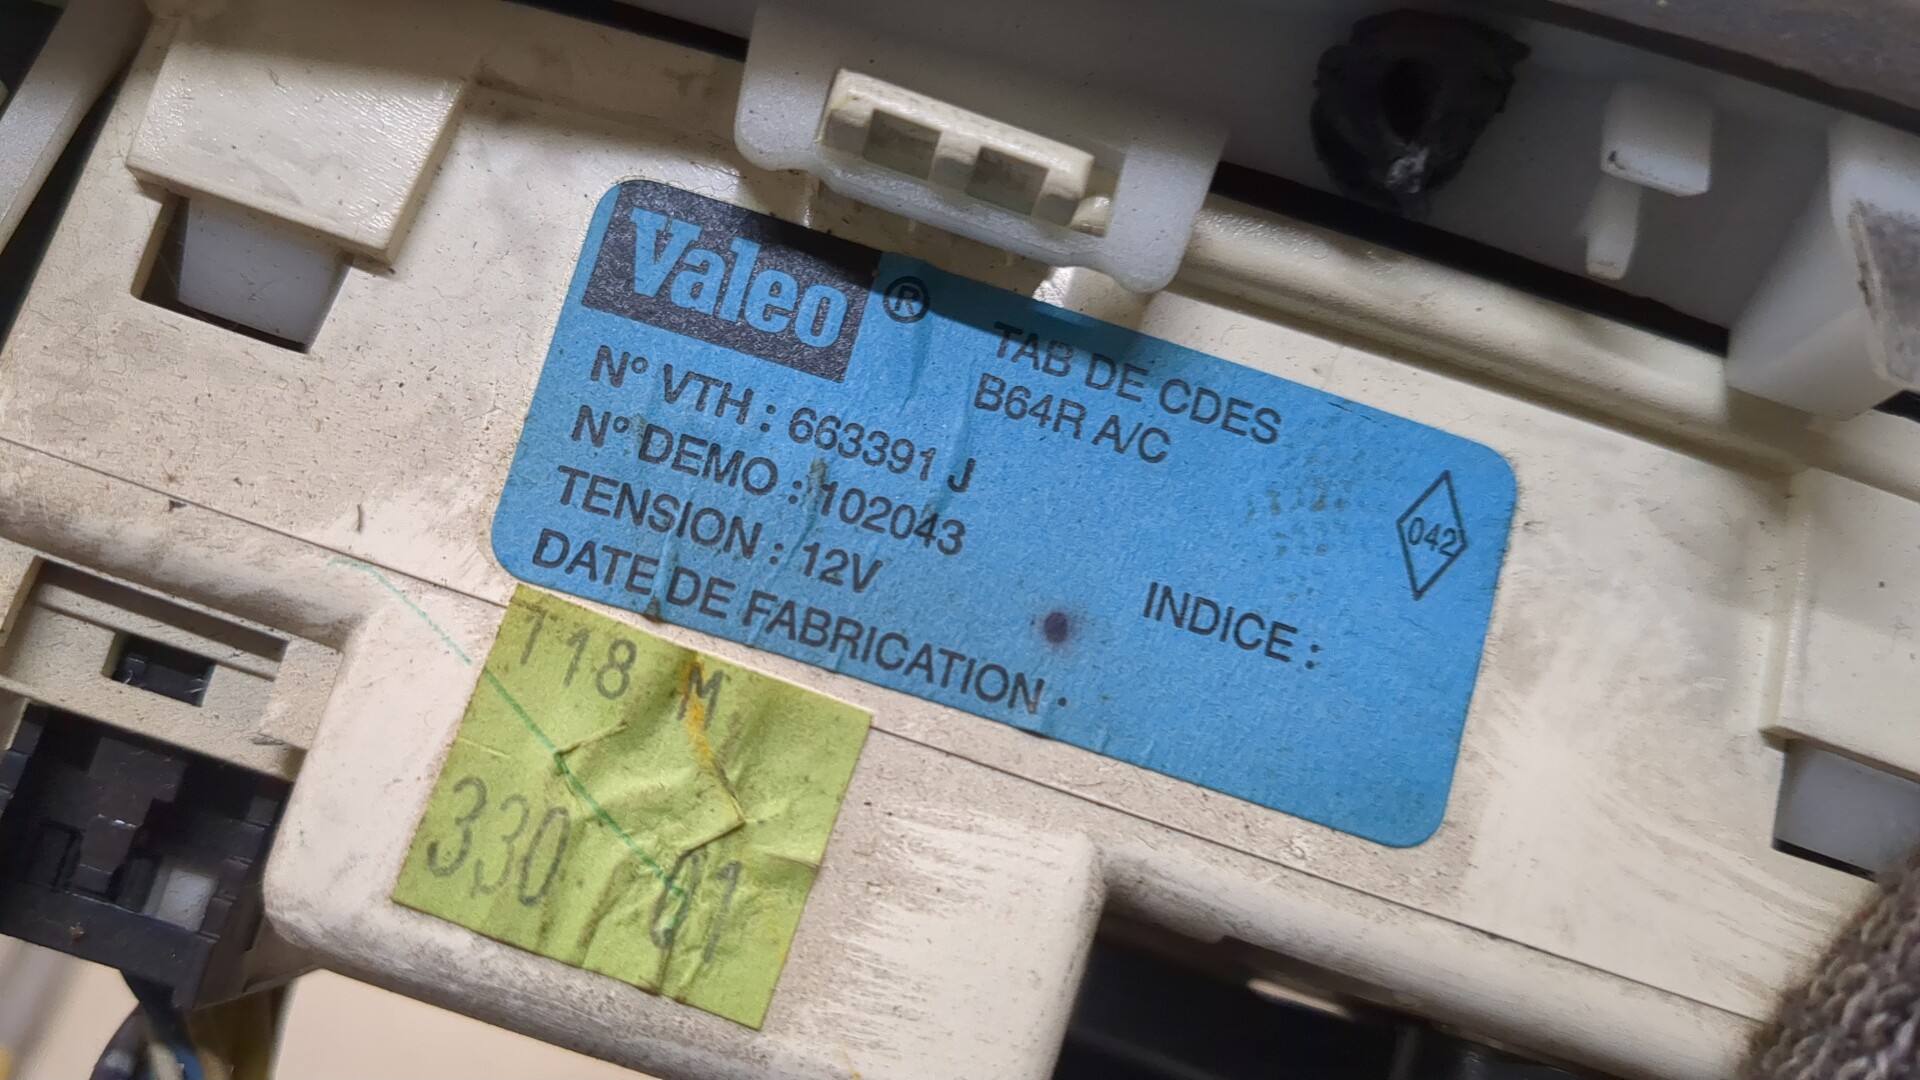 Valeo ®
TAB DE CDES
B64R A/C
N° VTH : 663391 J
N° DEMO : 102043
TENSION : 12V
DATE DE FABRICATION :
INDICE :
042
118 M
330 01